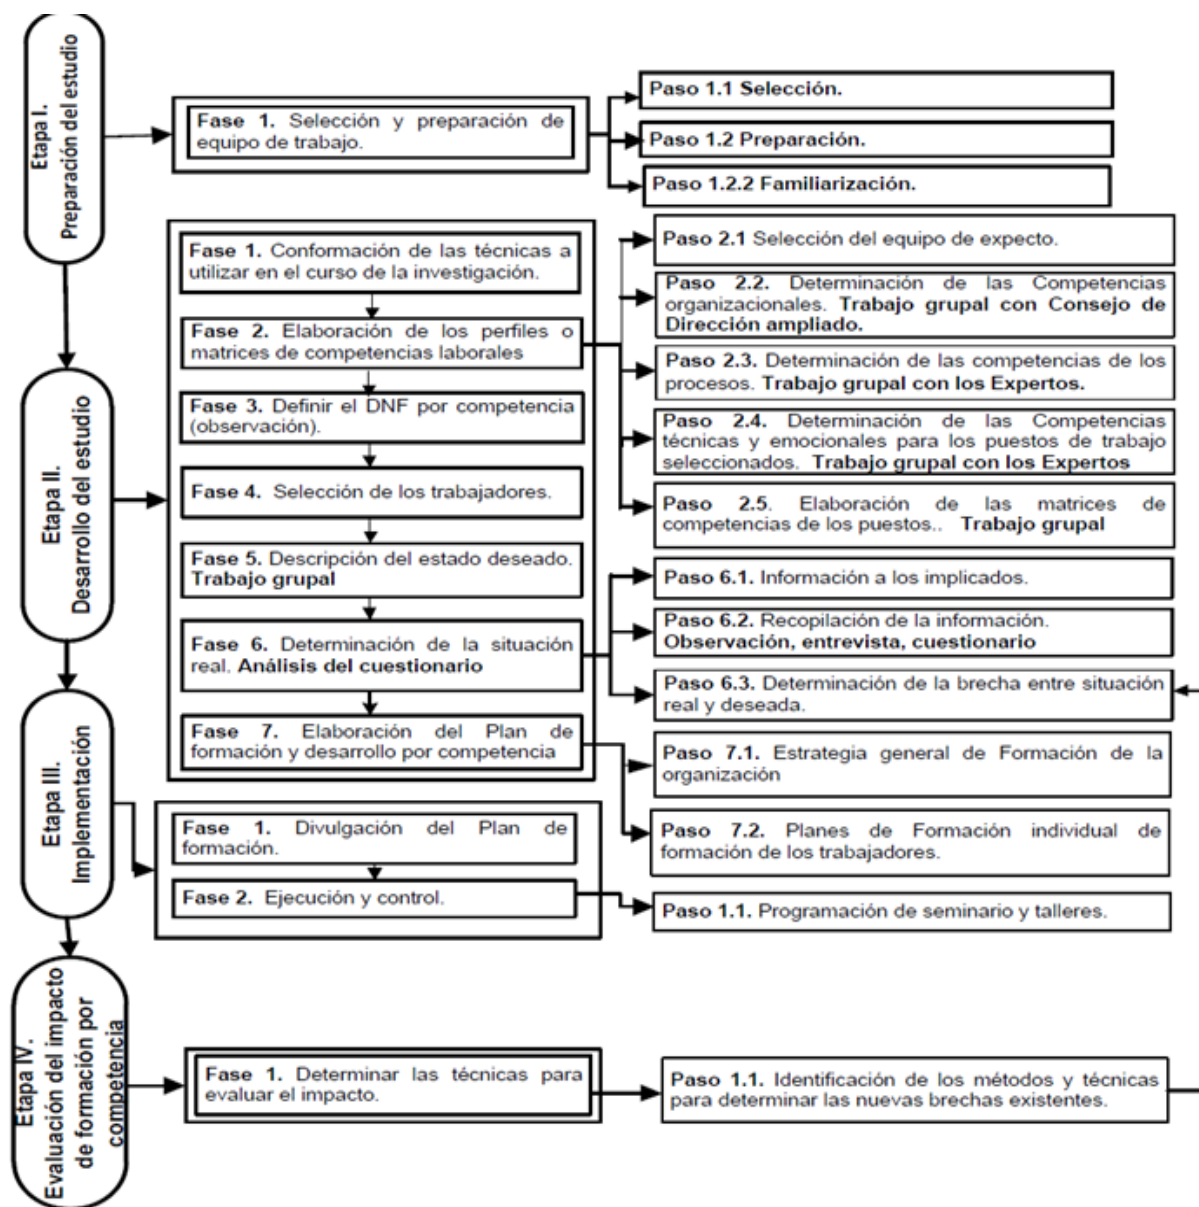 Etapa I.
Preparación del estudio
Fase 1. Selección y preparación de
equipo de trabajo.
Paso 1.1 Selección.
Paso 1.2 Preparación.
Paso 1.2.2 Familiarización.
Etapa II.
Desarrollo del estudio
Fase 1. Conformación de las técnicas a
utilizar en el curso de la investigación.
Fase 2. Elaboración de los perfiles o
matrices de competencias laborales
Fase 3. Definir el DNF por competencia
(observación).
Fase 4. Selección de los trabajadores.
Fase 5. Descripción del estado deseado.
Trabajo grupal
Fase 6. Determinación de la situación
real. Análisis del cuestionario
Fase 7. Elaboración del Plan de
formación y desarrollo por competencia
Paso 2.1 Selección del equipo de expecto.
Paso 2.2. Determinación de las Competencias
organizacionales. Trabajo grupal con Consejo de
Dirección ampliado.
Paso 2.3. Determinación de las competencias de los
procesos. Trabajo grupal con los Expertos.
Paso 2.4. Determinación de las Competencias
técnicas y emocionales para los puestos de trabajo
seleccionados. Trabajo grupal con los Expertos
Paso 2.5. Elaboración de las matrices de
competencias de los puestos.. Trabajo grupal
Paso 6.1. Información a los implicados.
Paso 6.2. Recopilación de la información.
Observación, entrevista, cuestionario
Paso 6.3. Determinación de la brecha entre situación
real y deseada.
Paso 7.1. Estrategia general de Formación de la
organización
Paso 7.2. Planes de Formación individual de
formación de los trabajadores.
Etapa III.
Implementación
Fase 1. Divulgación del Plan de
formación.
Fase 2. Ejecución y control.
Paso 1.1. Programación de seminario y talleres.
Etapa IV.
Evaluación del impacto
de formación por
competencia
Fase 1. Determinar las técnicas para
evaluar el impacto.
Paso 1.1. Identificación de los métodos y técnicas
para determinar las nuevas brechas existentes.